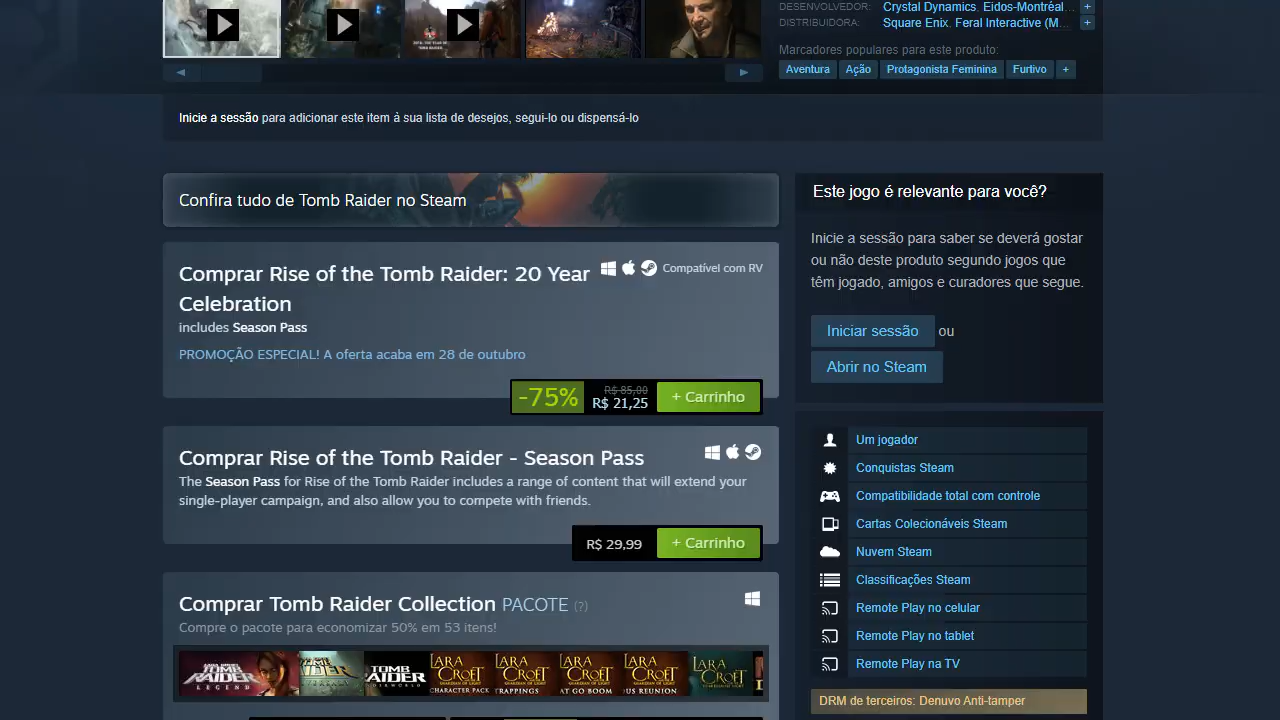 DESENVOLVEDOR: Crystal Dynamics, Eidos-Montréal... +
DISTRIBUIDORA: Square Enix, Feral Interactive (M... +
Marcadores populares para este produto:
Aventura Ação Protagonista Feminina Furtivo +
Inicie a sessão para adicionar este item à sua lista de desejos, segui-lo ou dispensá-lo
Confira tudo de Tomb Raider no Steam
Comprar Rise of the Tomb Raider: 20 Year
Celebration
Compatível com RV
includes Season Pass
PROMOÇÃO ESPECIAL! A oferta acaba em 28 de outubro
-75% R$ 85,00
R$ 21,25
+ Carrinho
Comprar Rise of the Tomb Raider - Season Pass
The Season Pass for Rise of the Tomb Raider includes a range of content that will extend your
single-player campaign, and also allow you to compete with friends.
R$ 29,99 + Carrinho
Comprar Tomb Raider Collection PACOTE (?)
Compre o pacote para economizar 50% em 53 itens!
TOMB RAIDER
LEGEND
TOMB RAIDER
LARA CROFT
CHARACTER PACK
LARA CROFT
LARA CROFT
AT GO BOOM
LARA CROFT
US REUNION
LARA CROFT
Este jogo é relevante para você?
Inicie a sessão para saber se deverá gostar
ou não deste produto segundo jogos que
têm jogado, amigos e curadores que segue.
Iniciar sessão ou
Abrir no Steam
Um jogador
Conquistas Steam
Compatibilidade total com controle
Cartas Colecionáveis Steam
Nuvem Steam
Classificações Steam
Remote Play no celular
Remote Play no tablet
Remote Play na TV
DRM de terceiros: Denuvo Anti-tamper